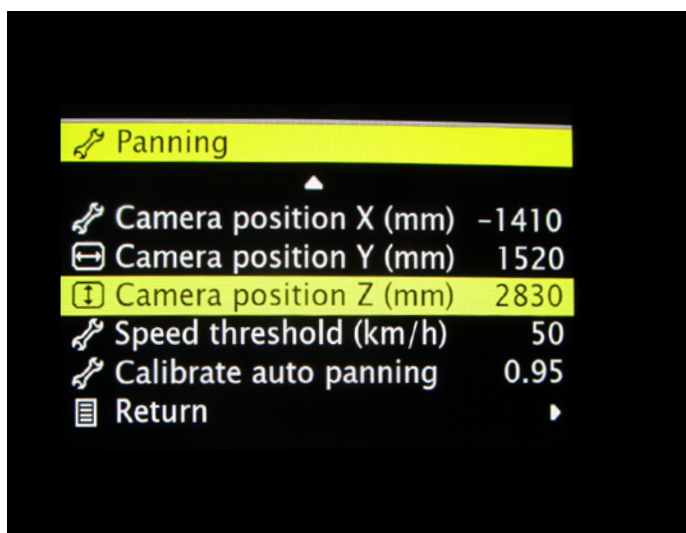 Panning
Camera position X (mm) -1410
Camera position Y (mm) 1520
Camera position Z (mm) 2830
Speed threshold (km/h) 50
Calibrate auto panning 0.95
Return